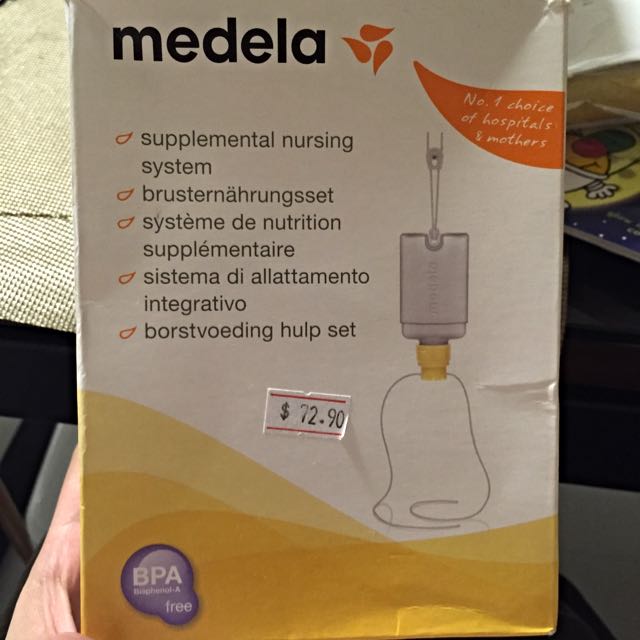 medela
No. 1 choice
of hospitals
& mothers
supplemental nursing
system
brusternährungsset
système de nutrition
supplémentaire
sistema di allattamento
integrativo
borstvoeding hulp set
medela
$ 72.90
BPA
Bisphenol-A
free